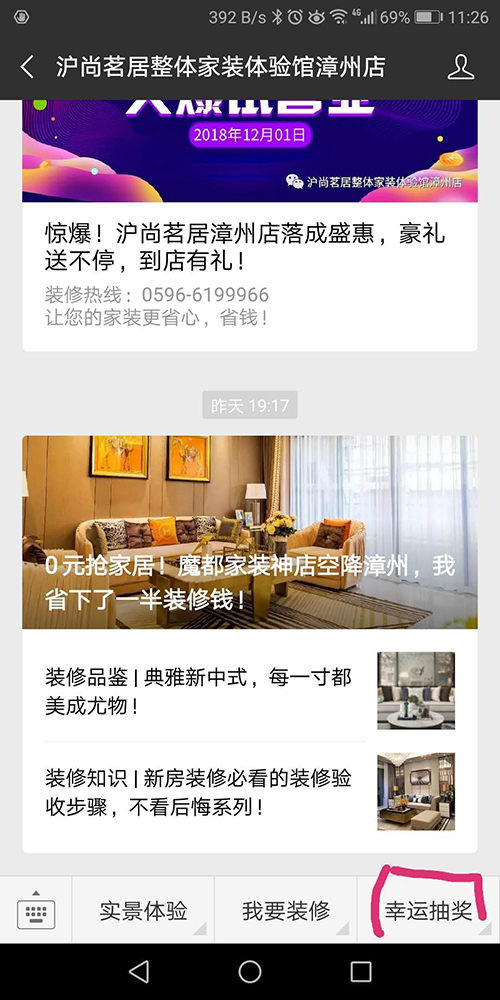 392 B/s 4G 69% 11:26
沪尚茗居整体家装体验馆漳州店
火爆试营业
2018年12月01日
沪尚茗居整体家装体验馆漳州店
惊爆！沪尚茗居漳州店落成盛惠，豪礼
送不停，到店有礼！
装修热线：0596-6199966
让您的家装更省心，省钱！
昨天 19:17
0元抢家居！魔都家装神店空降漳州，我
省下了一半装修钱！
装修品鉴 | 典雅新中式，每一寸都
美成尤物！
装修知识 | 新房装修必看的装修验
收步骤，不看后悔系列！
实景体验 我要装修 幸运抽奖